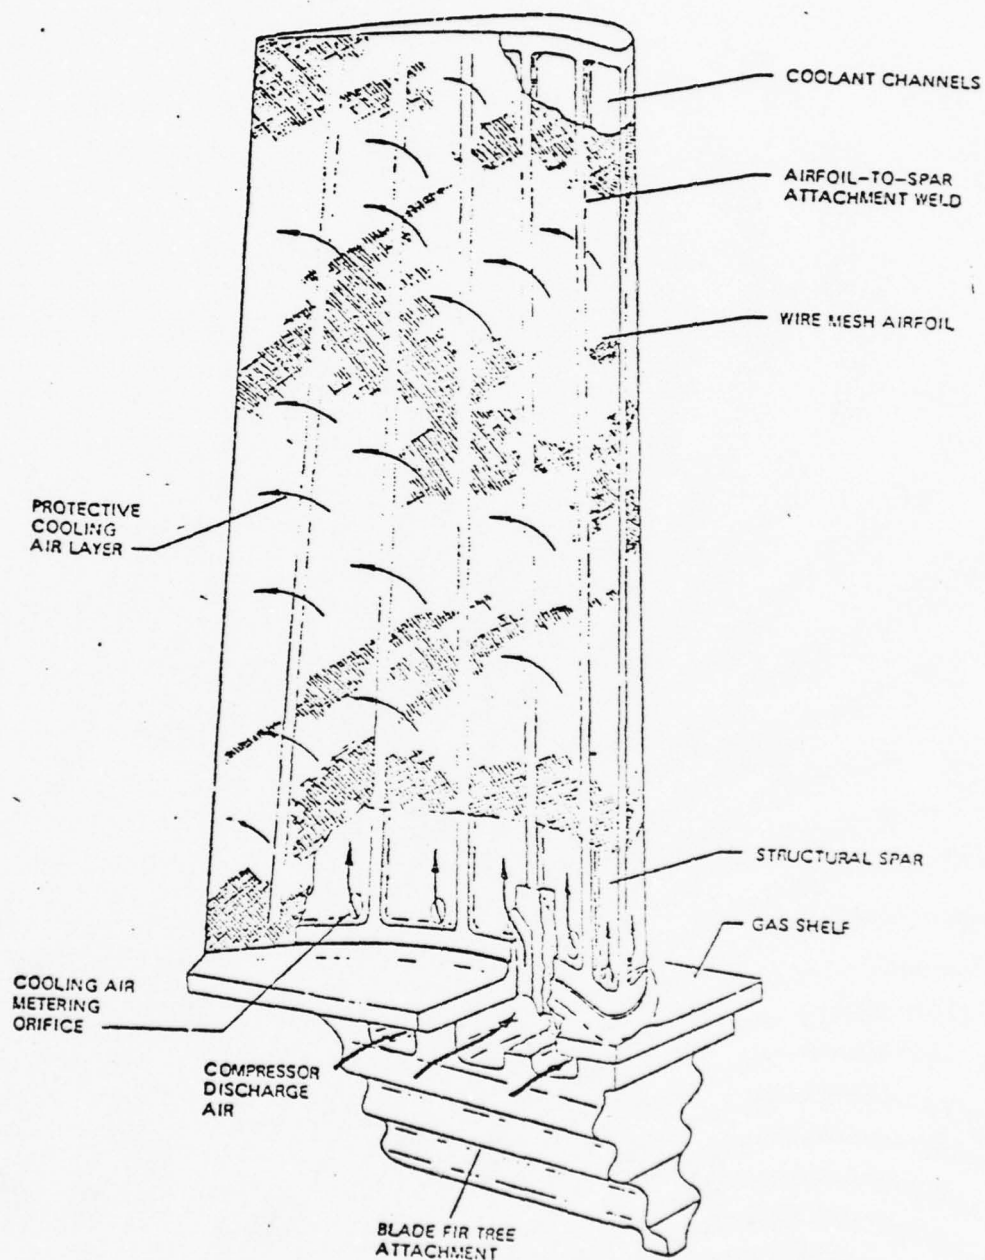 COOLANT CHANNELS
AIRFOIL-TO-SPAR
ATTACHMENT WELD
WIRE MESH AIRFOIL
PROTECTIVE
COOLING
AIR LAYER
STRUCTURAL SPAR
GAS SHELF
COOLING AIR
METERING
ORIFICE
COMPRESSOR
DISCHARGE
AIR
BLADE FIR TREE
ATTACHMENT